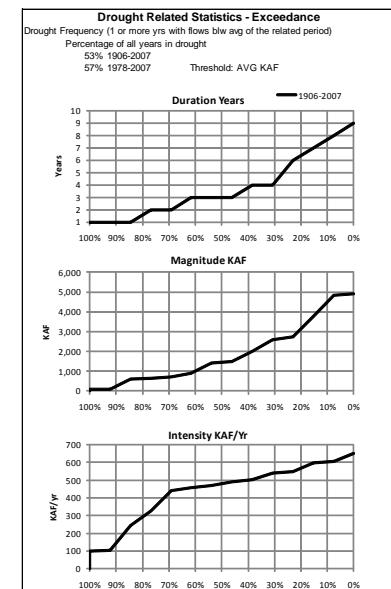 Drought Related Statistics - Exceedance
Drought Frequency (1 or more yrs with flows blw avg of the related period)
Percentage of all years in drought
53% 1906-2007
57% 1978-2007 Threshold: AVG KAF
1906-2007
Duration Years
10
9
8
7
6
5
4
3
2
1
Years
100% 90% 80% 70% 60% 50% 40% 30% 20% 10% 0%
Magnitude KAF
6,000
5,000
4,000
3,000
2,000
1,000
0
KAF
100% 90% 80% 70% 60% 50% 40% 30% 20% 10% 0%
Intensity KAF/Yr
700
600
500
400
300
200
100
0
KAF/yr
100% 90% 80% 70% 60% 50% 40% 30% 20% 10% 0%